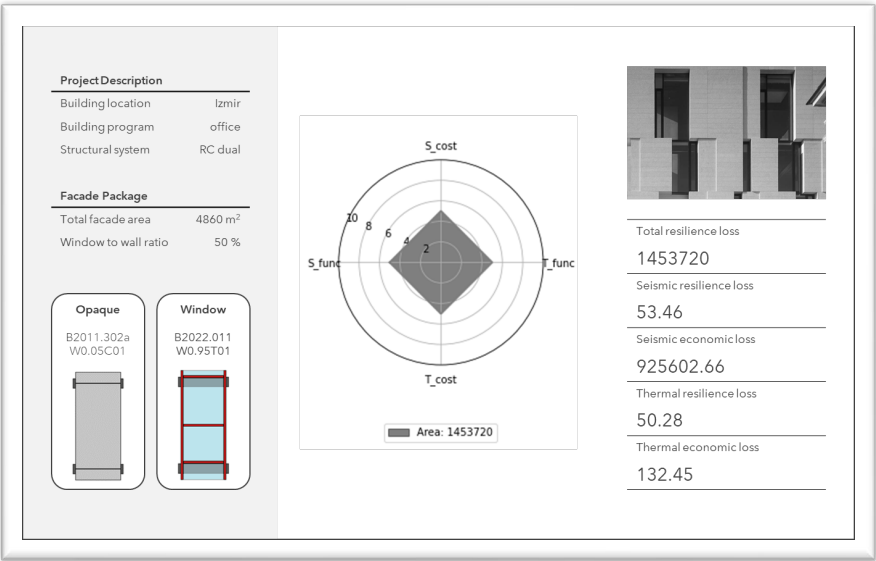 Project Description
Building location Izmir
Building program office
Structural system RC dual
Facade Package
Total facade area 4860 m²
Window to wall ratio 50 %
Opaque
B2011.302a
W0.05C01
Window
B2022.011
W0.95T01
S_cost
10
8
6
4
2
S_func
T_func
T_cost
Area: 1453720
Total resilience loss
1453720
Seismic resilience loss
53.46
Seismic economic loss
925602.66
Thermal resilience loss
50.28
Thermal economic loss
132.45